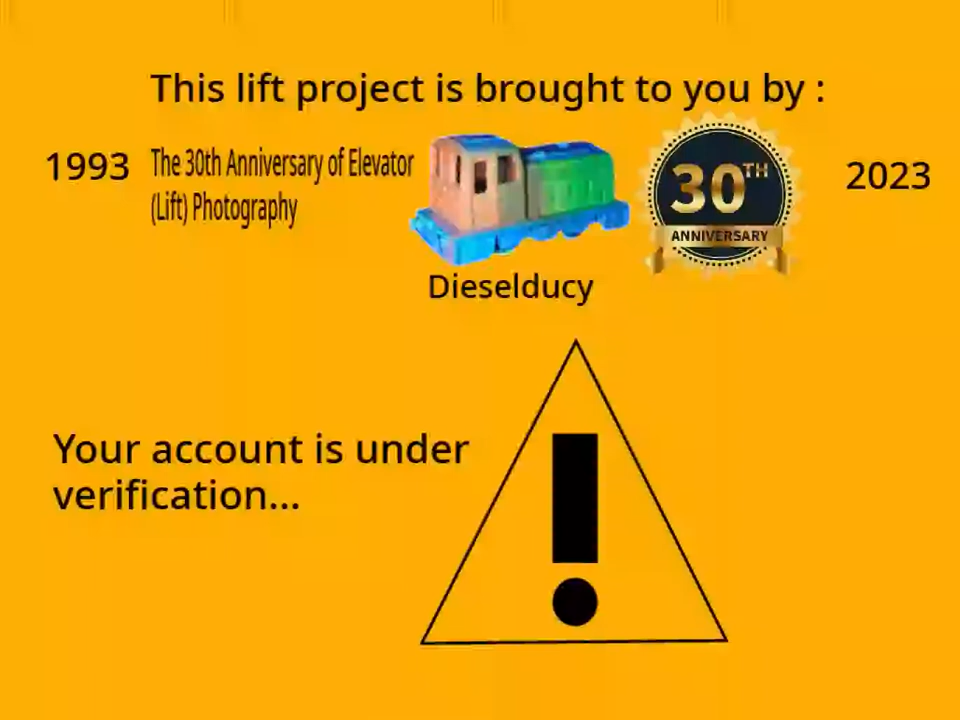 This lift project is brought to you by :
1993
The 30th Anniversary of Elevator
(Lift) Photography
30TH
ANNIVERSARY
2023
Dieselducy
Your account is under
verification...
!